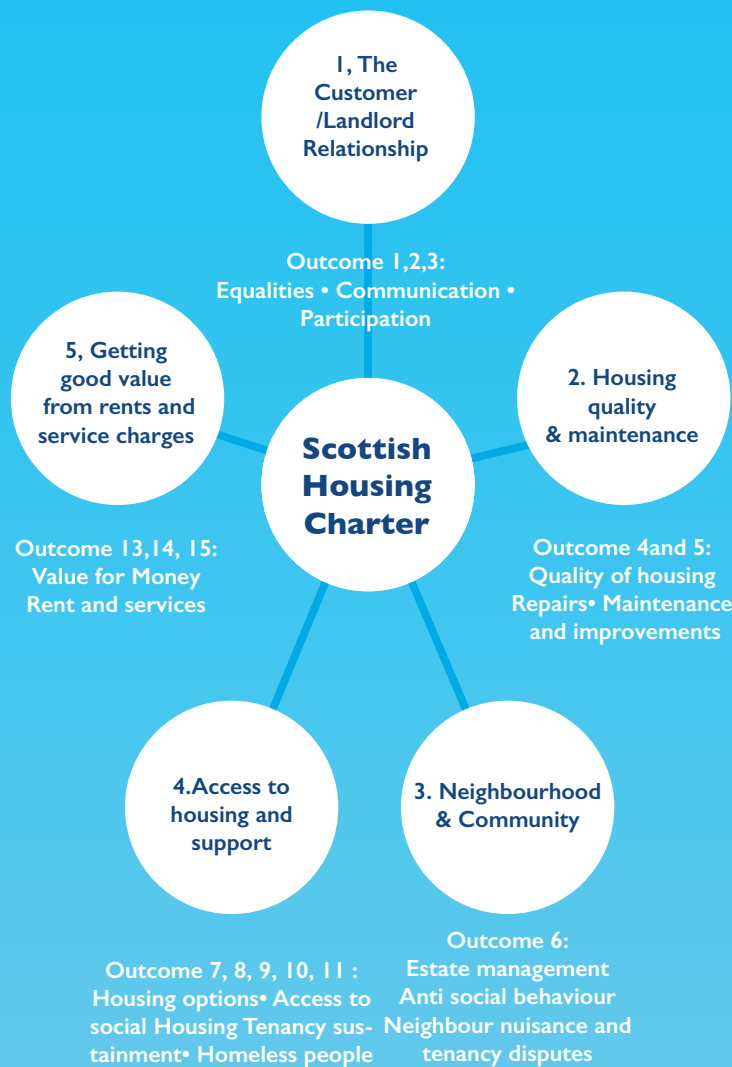 1, The
Customer
/Landlord
Relationship
Outcome 1,2,3:
Equalities • Communication •
Participation
5, Getting
good value
from rents and
service charges
2. Housing
quality
& maintenance
Scottish
Housing
Charter
Outcome 13,14, 15:
Value for Money
Rent and services
Outcome 4and 5:
Quality of housing
Repairs• Maintenance
and improvements
4.Access to
housing and
support
3. Neighbourhood
& Community
Outcome 7, 8, 9, 10, 11 :
Housing options• Access to
social Housing Tenancy sus-
tainment• Homeless people
Outcome 6:
Estate management
Anti social behaviour
Neighbour nuisance and
tenancy disputes